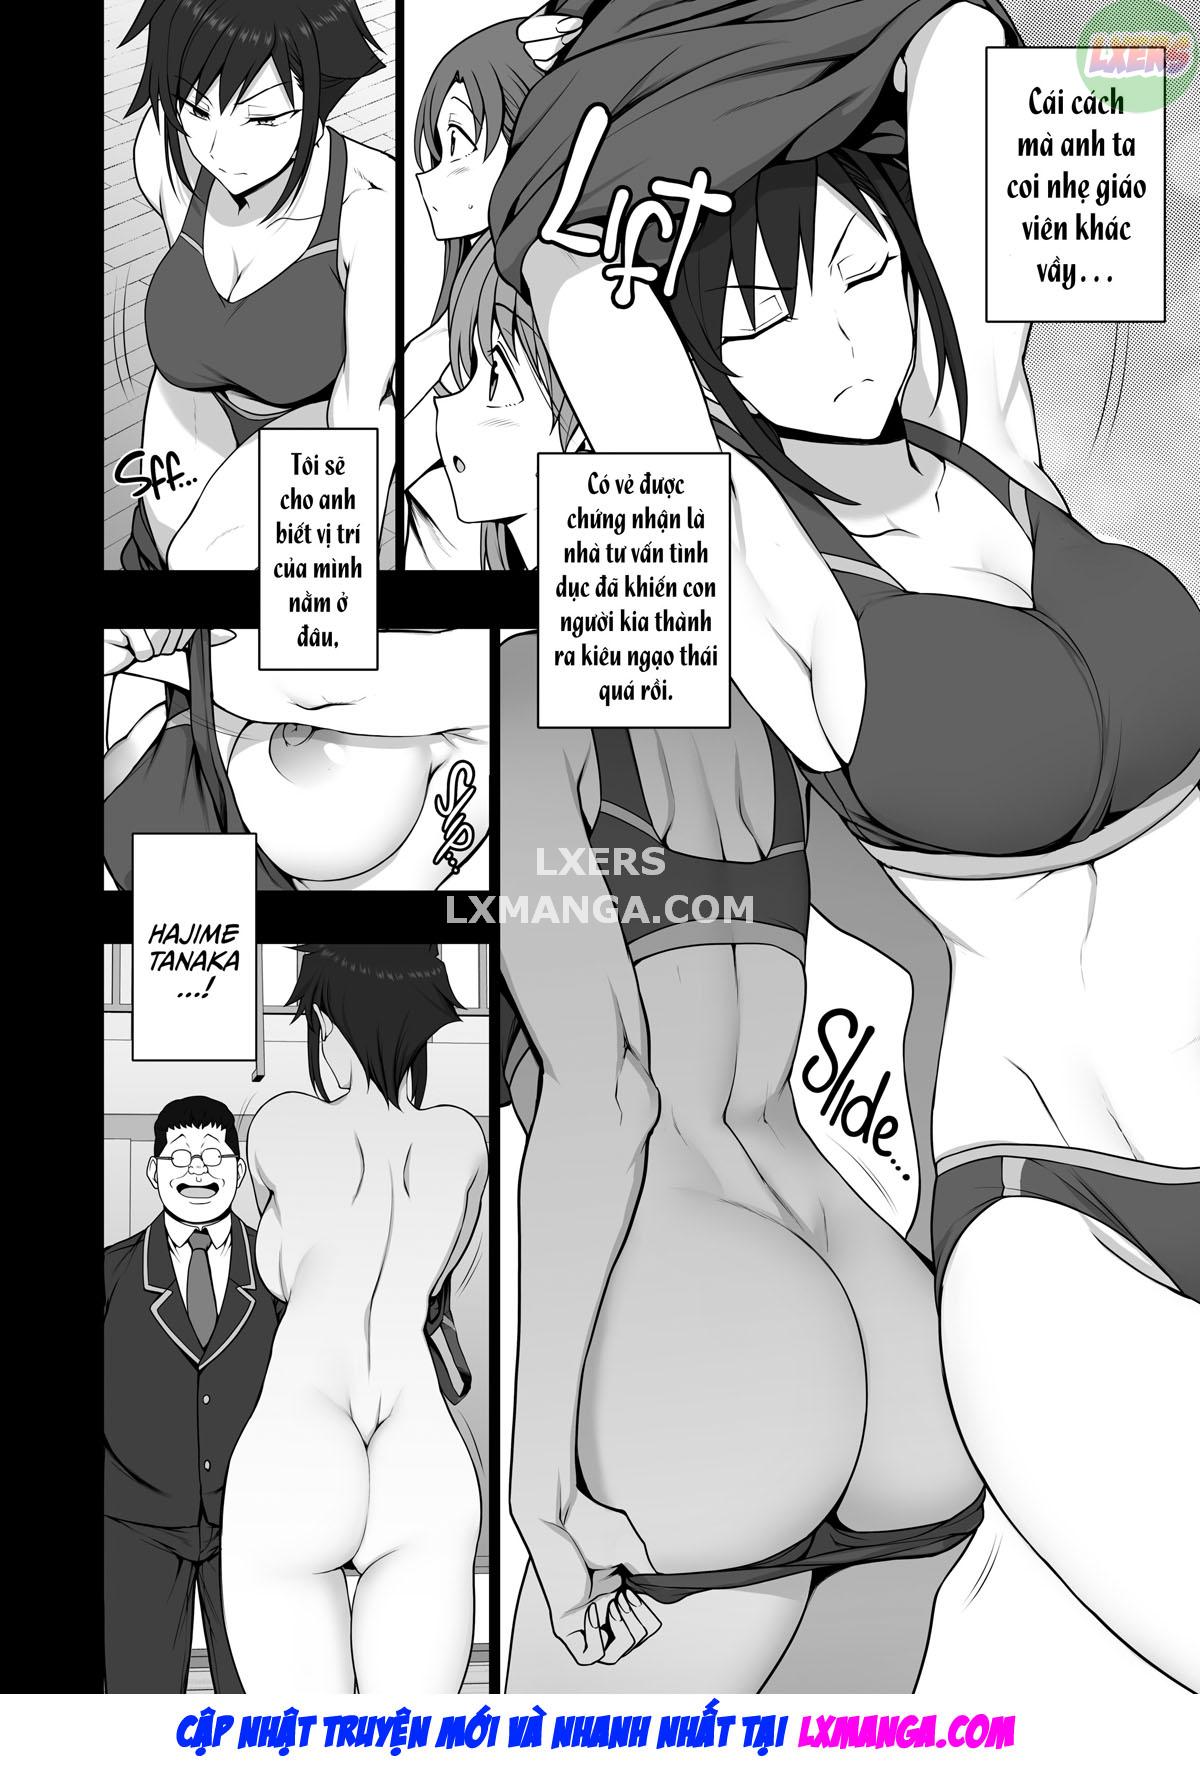 LXERS
Cái cách
mà anh ta
coi nhẹ giáo
viên khác
vầy...
LIFT
Có vẻ được
chứng nhận là
nhà tư vấn tình
dục đã khiến con
người kia thành
ra kiêu ngạo thái
quá rồi.
Slide...
Sff...
Tôi sẽ
cho anh
biết vị trí
của mình
nằm ở
đâu,
Slip...
HAJIME
TANAKA
...!
LXERS
LXMANGA.COM
CẬP NHẬT TRUYỆN MỚI VÀ NHANH NHẤT TẠI LXMANGA.COM